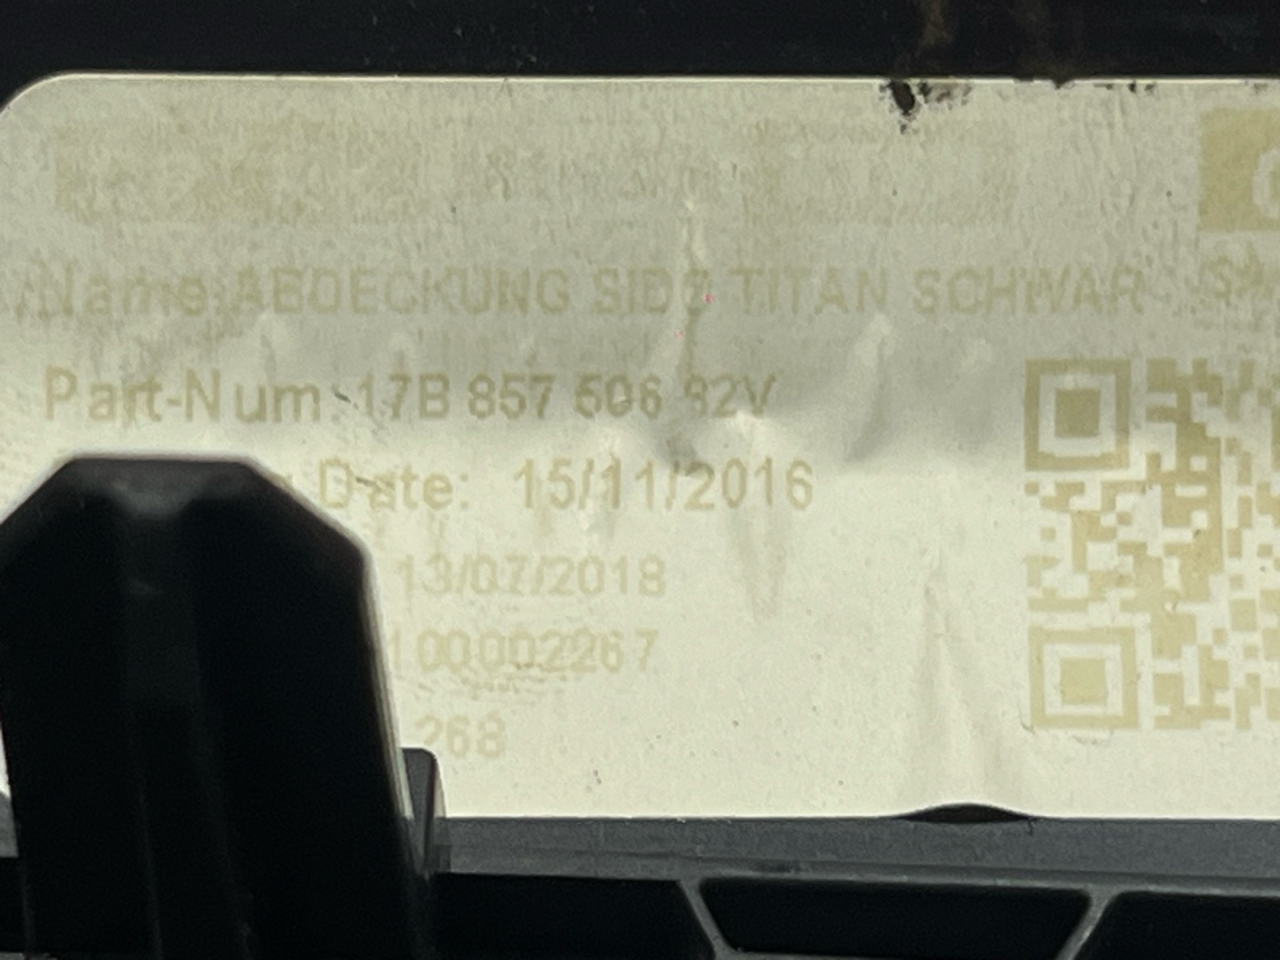 Name: ABDECKUNG SIDE TITAN SCHWAR
Part-Num: 17B 857 506 82V
Date: 15/11/2016
13/07/2018
100002267
268